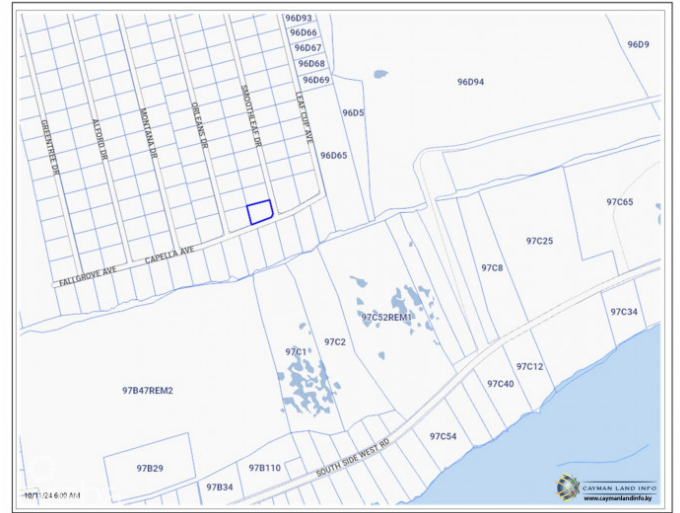 96D93
96D66
96D67
96D68
96D69
96D9
96D94
96D5
96D65
GREENTREE DR
ALFORD DR
MONTANA DR
ORLEANS DR
SMOOTHLEAF DR
LEAF CUP AVE
FALLGROVE AVE
CAPELLA AVE
97C65
97C25
97C8
97C52REM1
97C34
97C2
97C1
97C12
97C40
97B47REM2
97C54
97B29
97B110
97B34
SOUTH SIDE WEST RD
CAYMAN LAND INFO
www.caymanlandinfo.ky